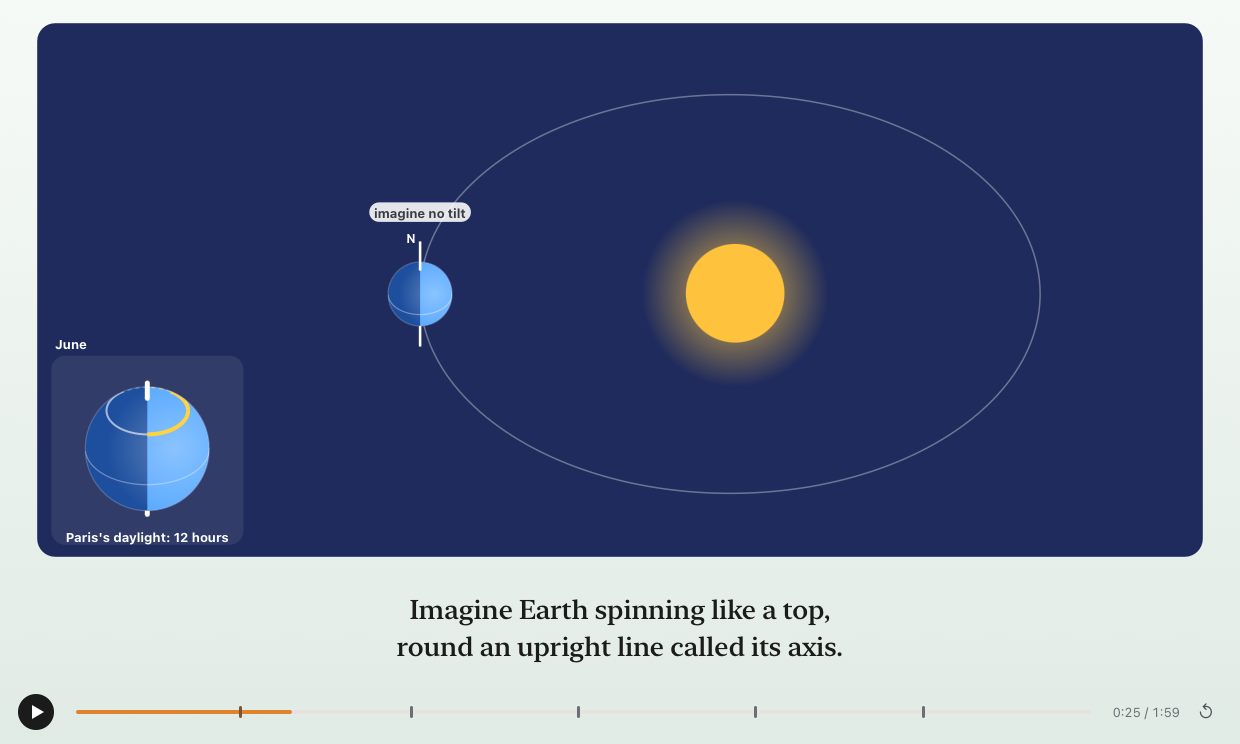 imagine no tilt
N
June
Paris's daylight: 12 hours
Imagine Earth spinning like a top,
round an upright line called its axis.
0:25 / 1:59